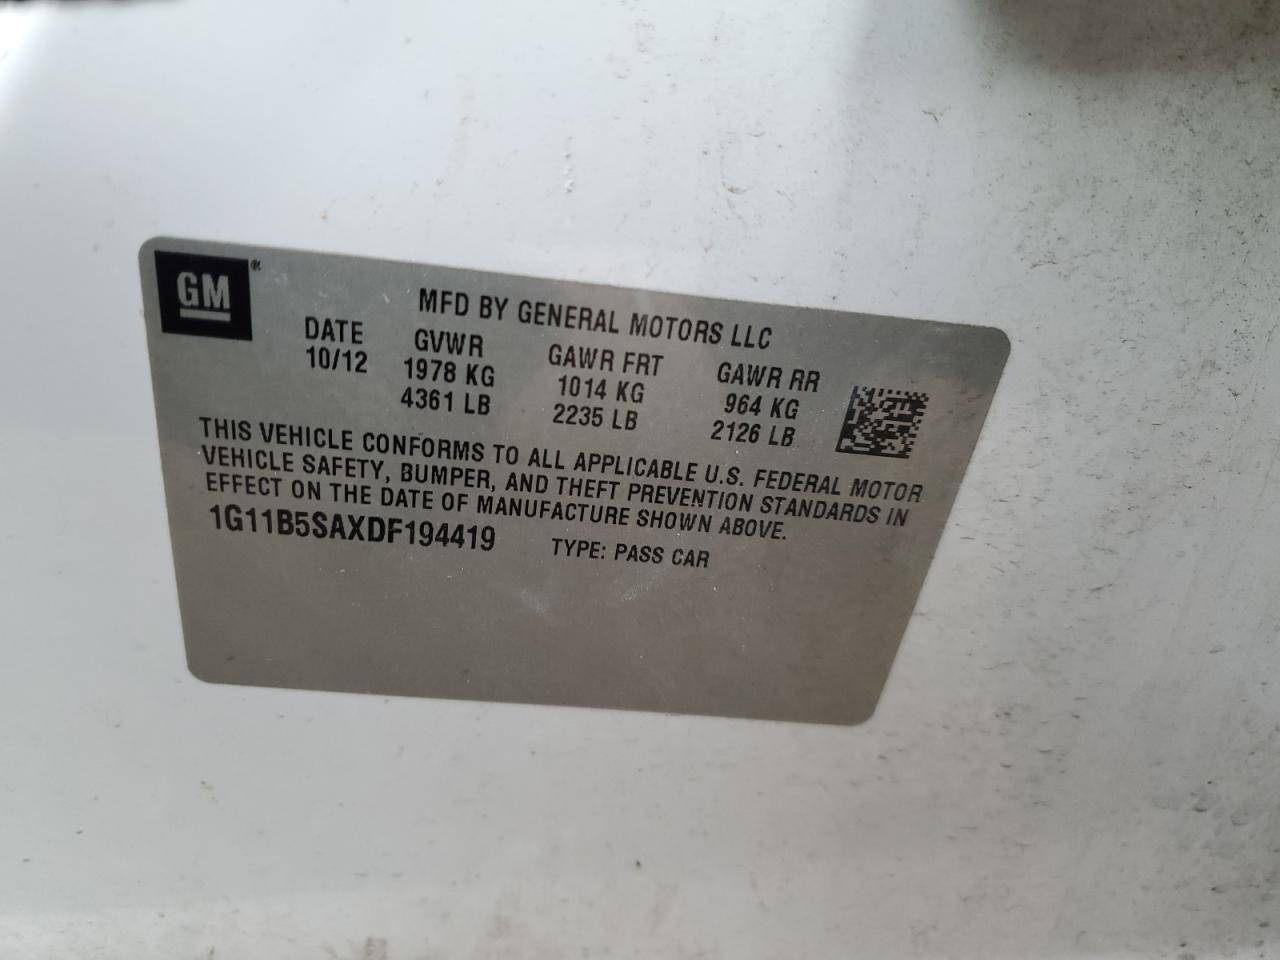 GM®
MFD BY GENERAL MOTORS LLC
DATE GVWR GAWR FRT GAWR RR
10/12 1978 KG 1014 KG 964 KG
4361 LB 2235 LB 2126 LB
THIS VEHICLE CONFORMS TO ALL APPLICABLE U.S. FEDERAL MOTOR
VEHICLE SAFETY, BUMPER, AND THEFT PREVENTION STANDARDS IN
EFFECT ON THE DATE OF MANUFACTURE SHOWN ABOVE.
1G11B5SAXDF194419 TYPE: PASS CAR